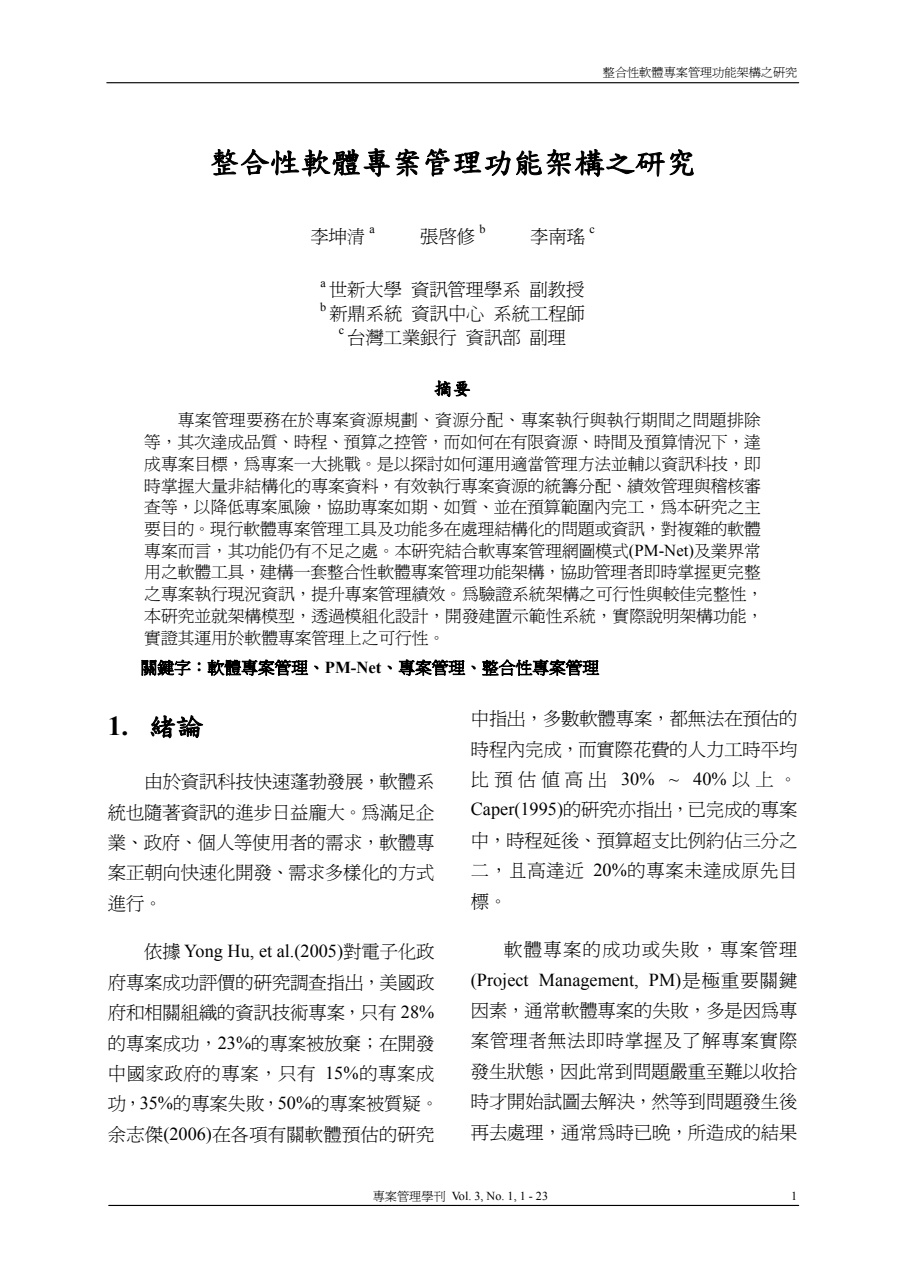 整合性軟體專案管理功能架構之研究
整合性軟體專案管理功能架構之研究
李坤清 a 張啓修 b 李南瑤 c
a 世新大學 資訊管理學系 副教授
b 新鼎系統 資訊中心 系統工程師
c 台灣工業銀行 資訊部 副理
摘要
專案管理要務在於專案資源規劃、資源分配、專案執行與執行期間之問題排除
等，其次達成品質、時程、預算之控管，而如何在有限資源、時間及預算情況下，達
成專案目標，爲專案一大挑戰。是以探討如何運用適當管理方法並輔以資訊科技，即
時掌握大量非結構化的專案資料，有效執行專案資源的統籌分配、績效管理與稽核審
查等，以降低專案風險，協助專案如期、如質、並在預算範圍內完工，爲本研究之主
要目的。現行軟體專案管理工具及功能多在處理結構化的問題或資訊，對複雜的軟體
專案而言，其功能仍有不足之處。本研究結合軟專案管理網圖模式(PM-Net)及業界常
用之軟體工具，建構一套整合性軟體專案管理功能架構，協助管理者即時掌握更完整
之專案執行現況資訊，提升專案管理績效。爲驗證系統架構之可行性與較佳完整性，
本研究並就架構模型，透過模組化設計，開發建置示範性系統，實際說明架構功能，
實證其運用於軟體專案管理上之可行性。
關鍵字：軟體專案管理、PM-Net、專案管理、整合性專案管理
1. 緒論
由於資訊科技快速蓬勃發展，軟體系
統也隨著資訊的進步日益龐大。爲滿足企
業、政府、個人等使用者的需求，軟體專
案正朝向快速化開發、需求多樣化的方式
進行。
依據 Yong Hu, et al.(2005)對電子化政
府專案成功評價的研究調查指出，美國政
府和相關組織的資訊技術專案，只有 28%
的專案成功，23%的專案被放棄；在開發
中國家政府的專案，只有 15%的專案成
功，35%的專案失敗，50%的專案被質疑。
余志傑(2006)在各項有關軟體預估的研究
中指出，多數軟體專案，都無法在預估的
時程內完成，而實際花費的人力工時平均
比預估值高出 30% ~ 40%以上。
Caper(1995)的研究亦指出，已完成的專案
中，時程延後、預算超支比例約佔三分之
二，且高達近 20%的專案未達成原先目
標。
軟體專案的成功或失敗，專案管理
(Project Management, PM)是極重要關鍵
因素，通常軟體專案的失敗，多是因爲專
案管理者無法即時掌握及了解專案實際
發生狀態，因此常到問題嚴重至難以收拾
時才開始試圖去解決，然等到問題發生後
再去處理，通常爲時已晚，所造成的結果
專案管理學刊 Vol. 3, No. 1, 1 - 23 1